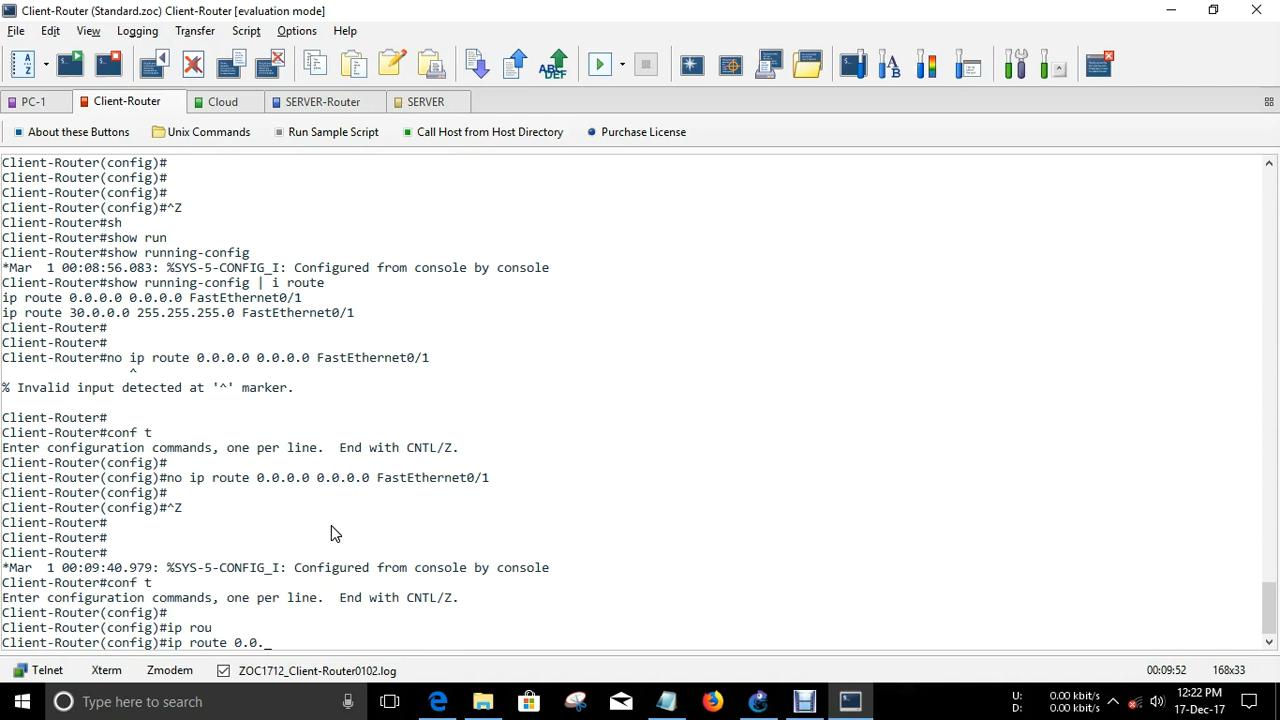 Client-Router (Standard.zoc) Client-Router [evaluation mode]
File Edit View Logging Transfer Script Options Help
PC-1 Client-Router Cloud SERVER-Router SERVER
About these Buttons Unix Commands Run Sample Script Call Host from Host Directory Purchase License
Client-Router(config)#
Client-Router(config)#
Client-Router(config)#
Client-Router(config)#^Z
Client-Router#sh
Client-Router#show run
Client-Router#show running-config
*Mar  1 00:08:56.083: %SYS-5-CONFIG_I: Configured from console by console
Client-Router#show running-config | i route
ip route 0.0.0.0 0.0.0.0 FastEthernet0/1
ip route 30.0.0.0 255.255.255.0 FastEthernet0/1
Client-Router#
Client-Router#
Client-Router#no ip route 0.0.0.0 0.0.0.0 FastEthernet0/1
^
% Invalid input detected at '^' marker.
Client-Router#
Client-Router#conf t
Enter configuration commands, one per line.  End with CNTL/Z.
Client-Router(config)#
Client-Router(config)#no ip route 0.0.0.0 0.0.0.0 FastEthernet0/1
Client-Router(config)#
Client-Router(config)#^Z
Client-Router#
Client-Router#
Client-Router#
*Mar  1 00:09:40.979: %SYS-5-CONFIG_I: Configured from console by console
Client-Router#conf t
Enter configuration commands, one per line.  End with CNTL/Z.
Client-Router(config)#
Client-Router(config)#ip rou
Client-Router(config)#ip route 0.0._
Telnet Xterm Zmodem ZOC1712_Client-Router0102.log 00:09:52 168x33
Type here to search
U: 0.00 kbit/s
D: 0.00 kbit/s
12:22 PM
17-Dec-17